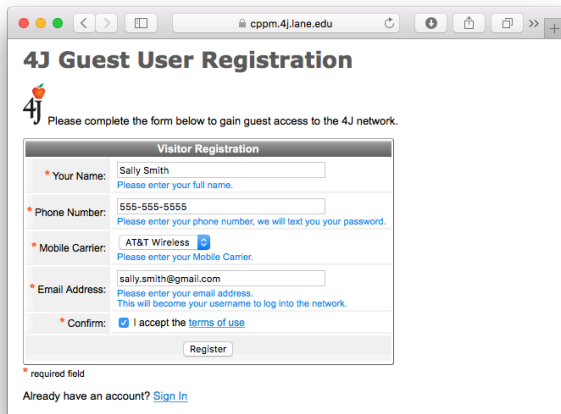 cppm.4j.lane.edu
4J Guest User Registration
4J
Please complete the form below to gain guest access to the 4J network.
Visitor Registration
* Your Name: Sally Smith
Please enter your full name.
* Phone Number: 555-555-5555
Please enter your phone number, we will text you your password.
* Mobile Carrier: AT&T Wireless
Please enter your Mobile Carrier.
* Email Address: sally.smith@gmail.com
Please enter your email address.
This will become your username to log into the network.
* Confirm: I accept the terms of use
Register
* required field
Already have an account? Sign In